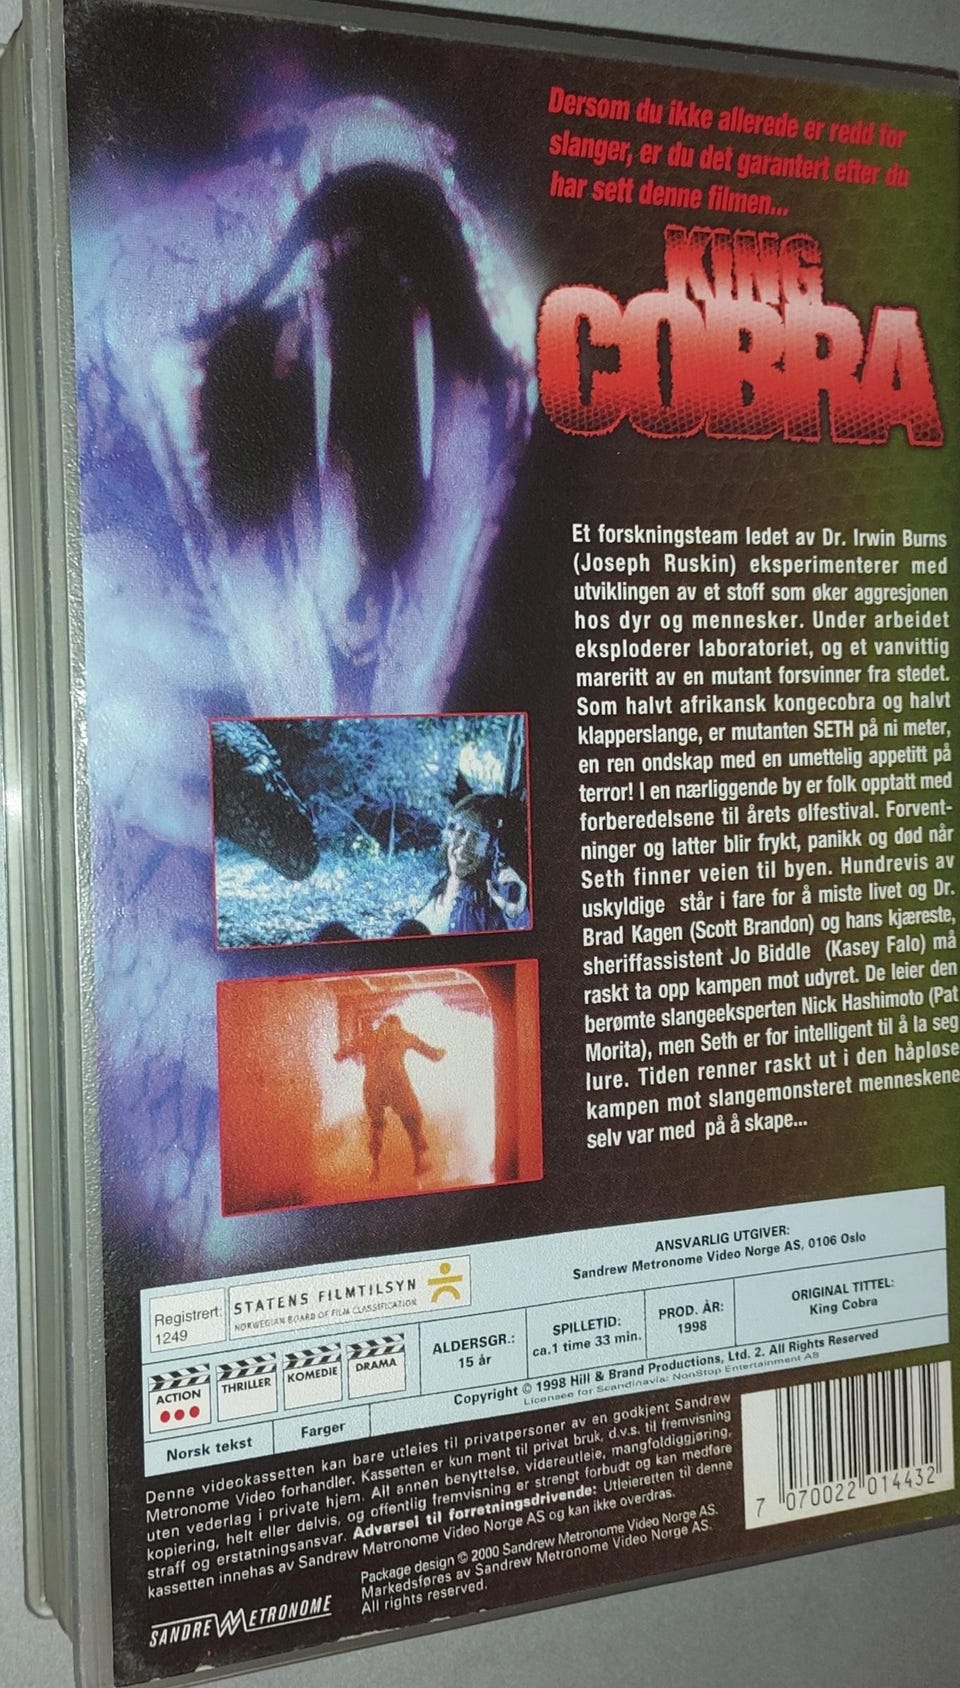 Dersom du ikke allerede er redd for
slanger, er du det garantert efter du
har sett denne filmen...
KING
COBRA
Et forskningsteam ledet av Dr. Irwin Burns
(Joseph Ruskin) eksperimenterer med
utviklingen av et stoff som øker aggresjonen
hos dyr og mennesker. Under arbeidet
eksploderer laboratoriet, og et vanvittig
mareritt av en mutant forsvinner fra stedet.
Som halvt afrikansk kongecobra og halvt
klapperslange, er mutanten SETH på ni meter,
en ren ondskap med en umettelig appetitt på
terror! I en nærliggende by er folk opptatt med
forberedelsene til årets ølfestival. Forvent-
ninger og latter blir frykt, panikk og død når
Seth finner veien til byen. Hundrevis av
uskyldige står i fare for å miste livet og Dr.
Brad Kagen (Scott Brandon) og hans kjæreste,
sheriffassistent Jo Biddle (Kasey Falo) må
raskt ta opp kampen mot udyret. De leier den
berømte slangeeksperten Nick Hashimoto (Pat
Morita), men Seth er for intelligent til å la seg
lure. Tiden renner raskt ut i den håpløse
kampen mot slangemonsteret menneskene
selv var med på å skape...
Registrert:
1249
STATENS FILMTILSYN
NORWEGIAN BOARD OF FILM CLASSIFICATION
ANSVARLIG UTGIVER:
Sandrew Metronome Video Norge AS, 0106 Oslo
ACTION
THRILLER
KOMEDIE
DRAMA
ALDERSGR.:
15 år
SPILLETID:
ca.1 time 33 min.
PROD. ÅR:
1998
ORIGINAL TITTEL:
King Cobra
Norsk tekst
Farger
Copyright © 1998 Hill & Brand Productions, Ltd. 2. All Rights Reserved
Licensee for Scandinavia: NonStop Entertainment AB
Denne videokassetten kan bare utleies til privatpersoner av en godkjent Sandrew
Metronome Video forhandler. Kassetten er kun ment til privat bruk, d.v.s. til fremvisning
uten vederlag i private hjem. All annen benyttelse, videreutleie, mangfoldiggjøring,
kopiering, helt eller delvis, og offentlig fremvisning er strengt forbudt og kan medføre
straff og erstatningsansvar. Advarsel til forretningsdrivende: Utleieretten til denne
kassetten innehas av Sandrew Metronome Video Norge AS og kan ikke overdras.
Package design © 2000 Sandrew Metronome Video Norge AS.
Markedsføres av Sandrew Metronome Video Norge AS.
All rights reserved.
SANDREW METRONOME
7 070022 014432